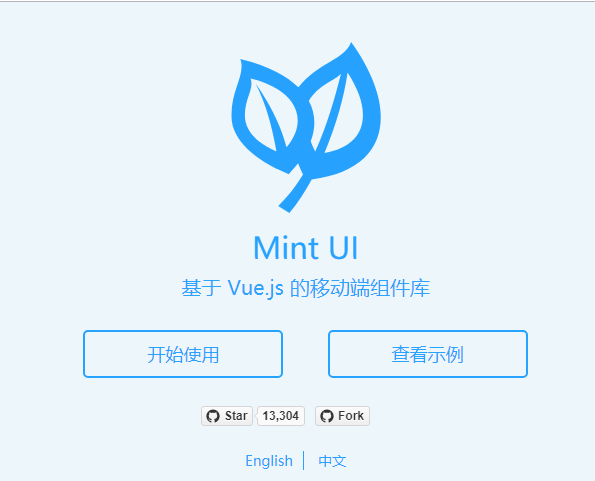 Mint UI
基于 Vue.js 的移动端组件库
开始使用 查看示例
Star 13,304 Fork
English 中文